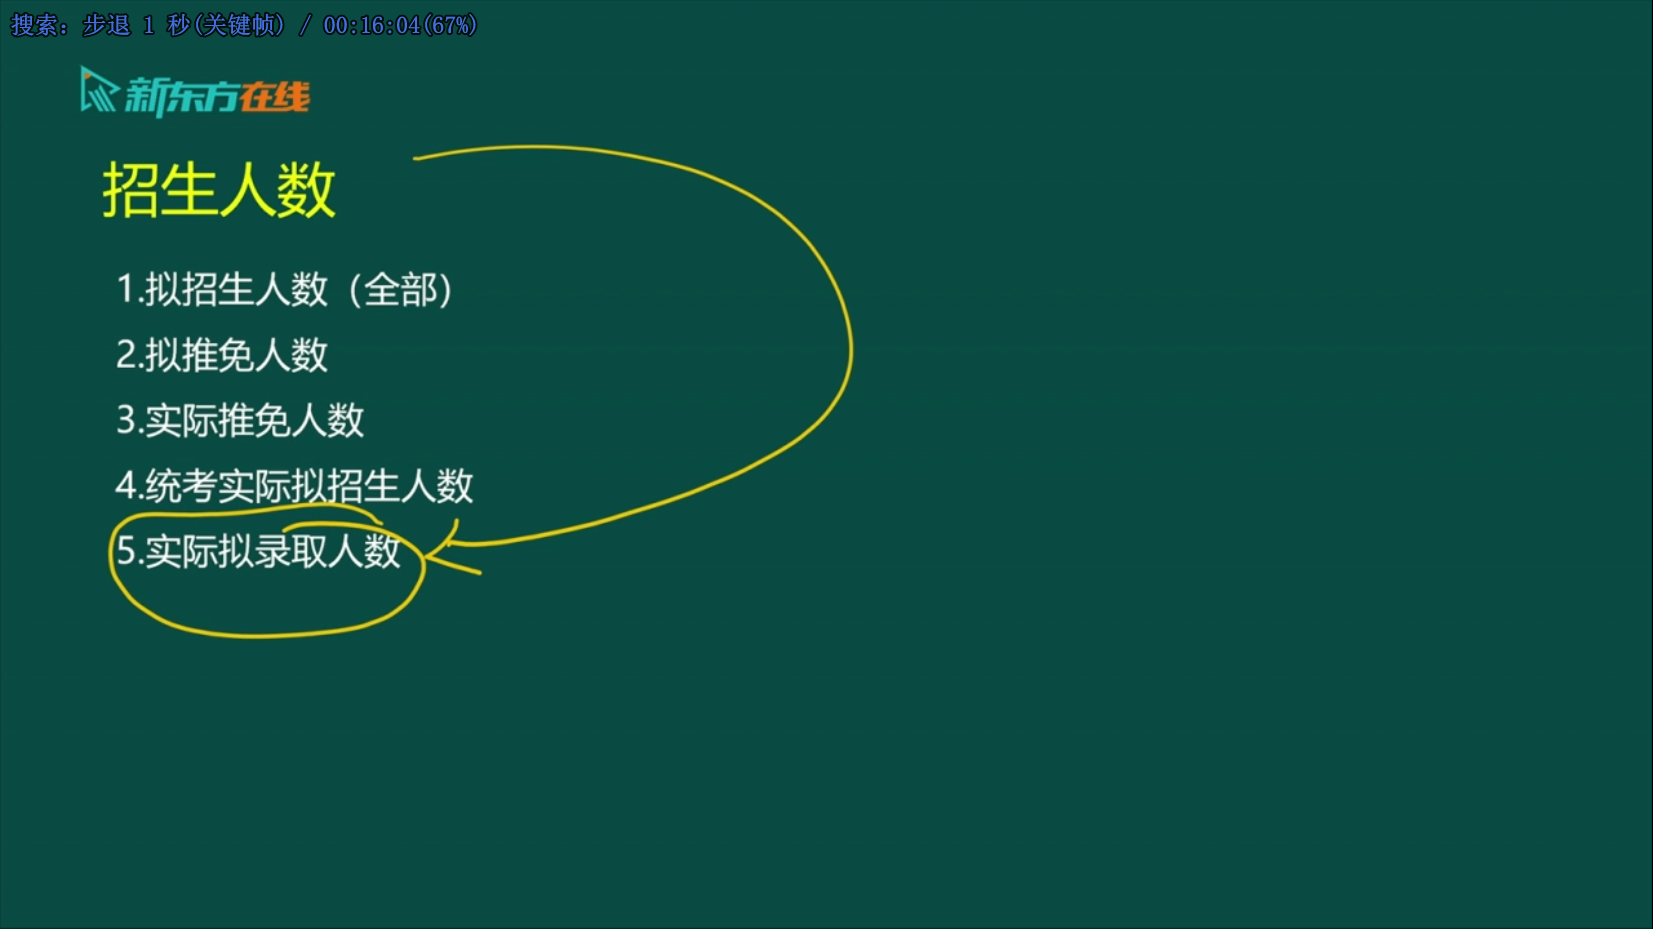 搜索：步退 1 秒(关键帧) / 00:16:04(67%)
新东方在线
招生人数
1.拟招生人数（全部）
2.拟推免人数
3.实际推免人数
4.统考实际拟招生人数
5.实际拟录取人数